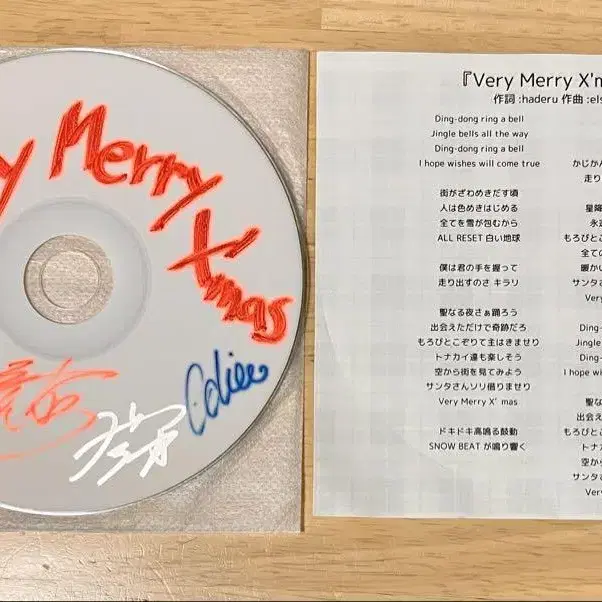 y Merry
X'mas
『Very Merry X'm
作詞 :haderu 作曲 :els
Ding-dong ring a bell
Jingle bells all the way
Ding-dong ring a bell
I hope wishes will come true
街がざわめきだす頃
人は色めきはじめる
全てを雪が包むから
ALL RESET 白い地球
僕は君の手を握って
走り出すのさ キラリ
聖なる夜さぁ踊ろう
出会えただけで奇跡だろ
もろびとこぞりて主はきませり
トナカイ達も楽しそう
空から街を見てみよう
サンタさんソリ借りませり
Very Merry X' mas
ドキドキ高鳴る鼓動
SNOW BEAT が鳴り響く
かじかん
走り
星降
永遠
もろびとこ
全ての
暖かい
サンタさ
Very
Ding-d
Jingle
Ding-d
I hope wi
聖な
出会え
もろびとこ
トナ
空か
サンタさ
Very